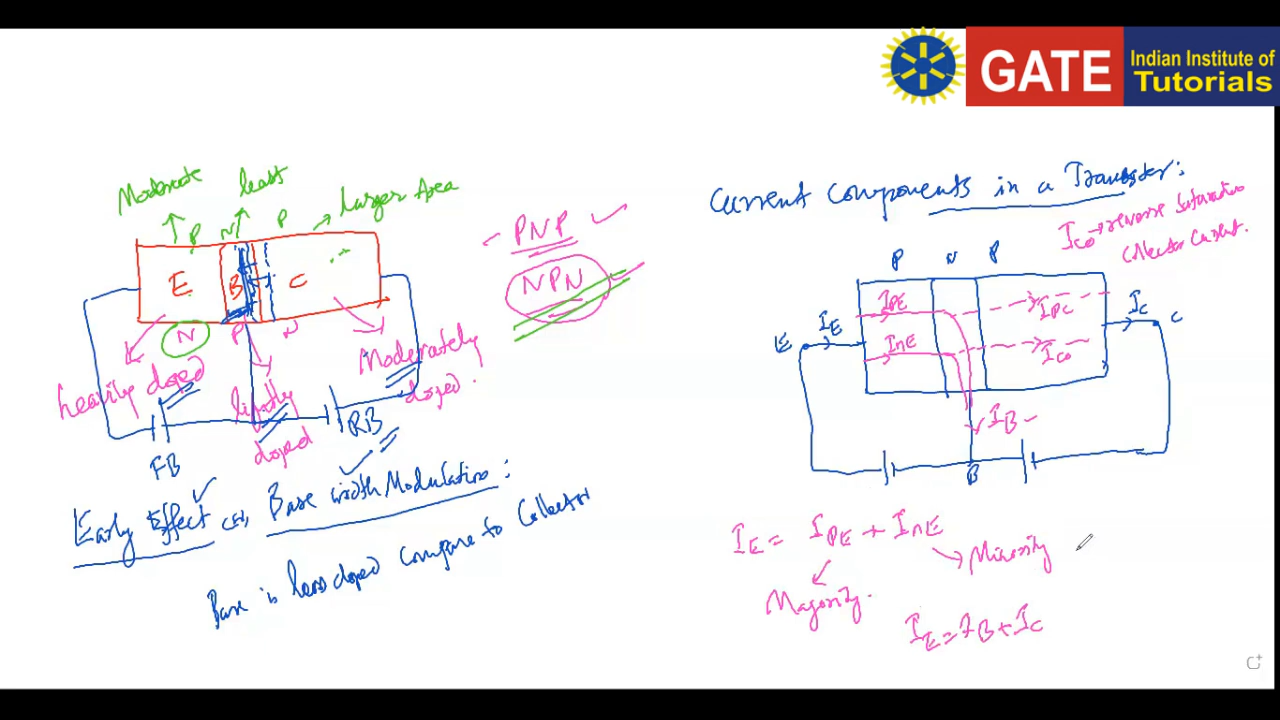 GATE
Indian Institute of
Tutorials
Moderate
least
larger Area
P
N
P
E
B
C
N
P
N
heavily doped
lightly
doped
Moderately
doped.
FB
RB
PNP
NPN
Early Effect (or) Base width Modulation :
Base is less doped compare to Collector
Current Components in a Transistor :
ICO → reverse Saturation
Collector Current.
P
N
P
IPE
IPC
InE
ICO
IE
IC
E
C
IB
B
IE = IPE + InE
Majority.
Minority
IE = IB + IC
C+